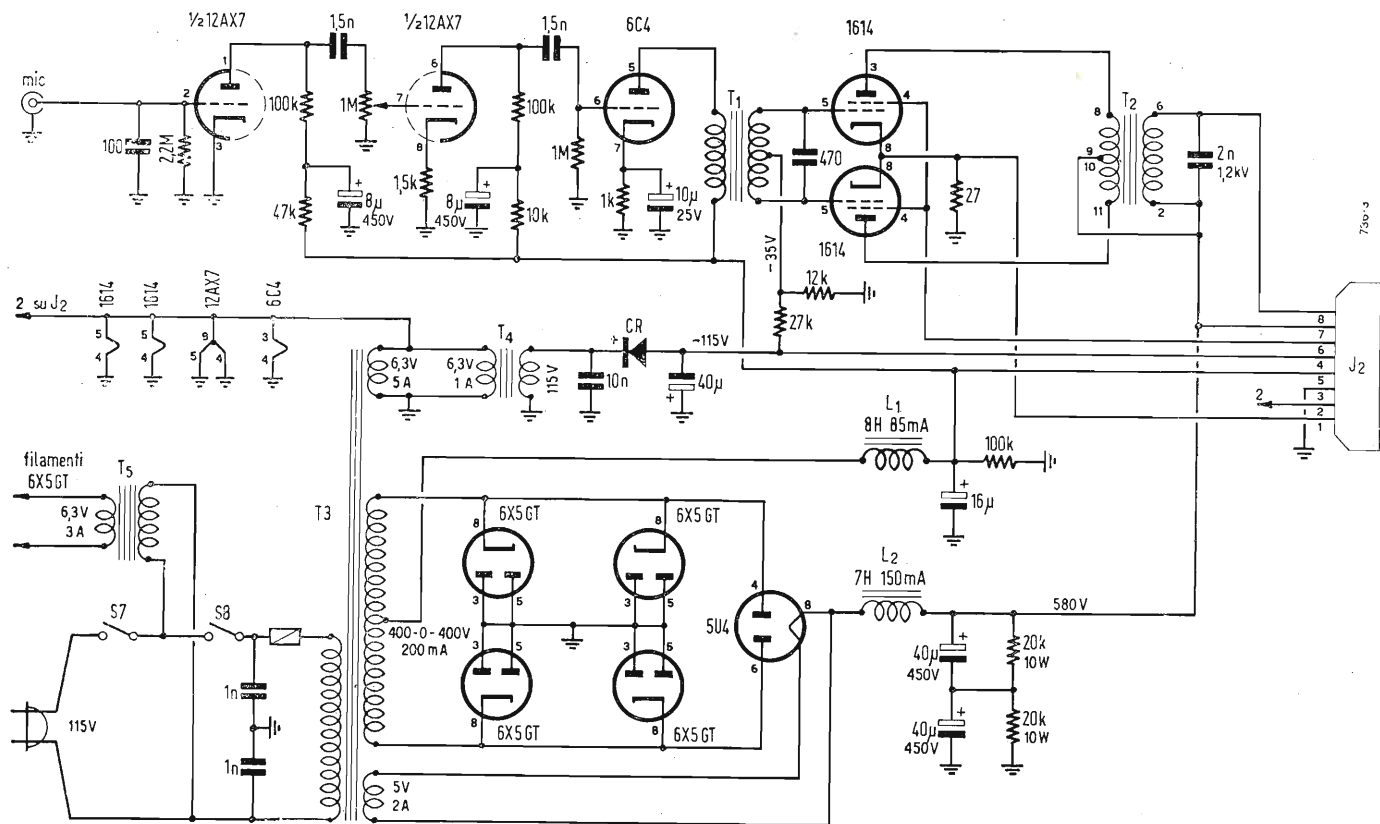 ½12AX7
1,5n
½12AX7
1,5n
6C4
1614
mic
1
2
3
100
2,2M
100k
1M
47k
8µ
450V
6
7
8
1,5k
8µ
450V
100k
10k
1M
5
6
7
1k
10µ
25V
T1
470
3
5
4
8
8
5
4
1614
27
8
9
10
11
T2
6
2
2n
1,2kV
-35V
12k
27k
2 su J2
1614
1614
12AX7
6C4
5
4
5
4
9
5
4
3
4
6,3V
5A
6,3V
1A
T4
115V
10n
+
CR
-115V
40µ
+
8
7
6
4
5
3
2
1
2
J2
L1
8H 85mA
100k
16µ
+
filamenti
6X5GT
T5
6,3V
3A
T3
S7
S8
1n
1n
115V
400-0-400V
200mA
6X5GT
8
3
5
6X5GT
8
3
5
3
5
8
6X5GT
3
5
8
6X5GT
4
5U4
6
8
L2
7H 150mA
580V
40µ
450V
+
20k
10W
40µ
450V
+
20k
10W
5V
2A